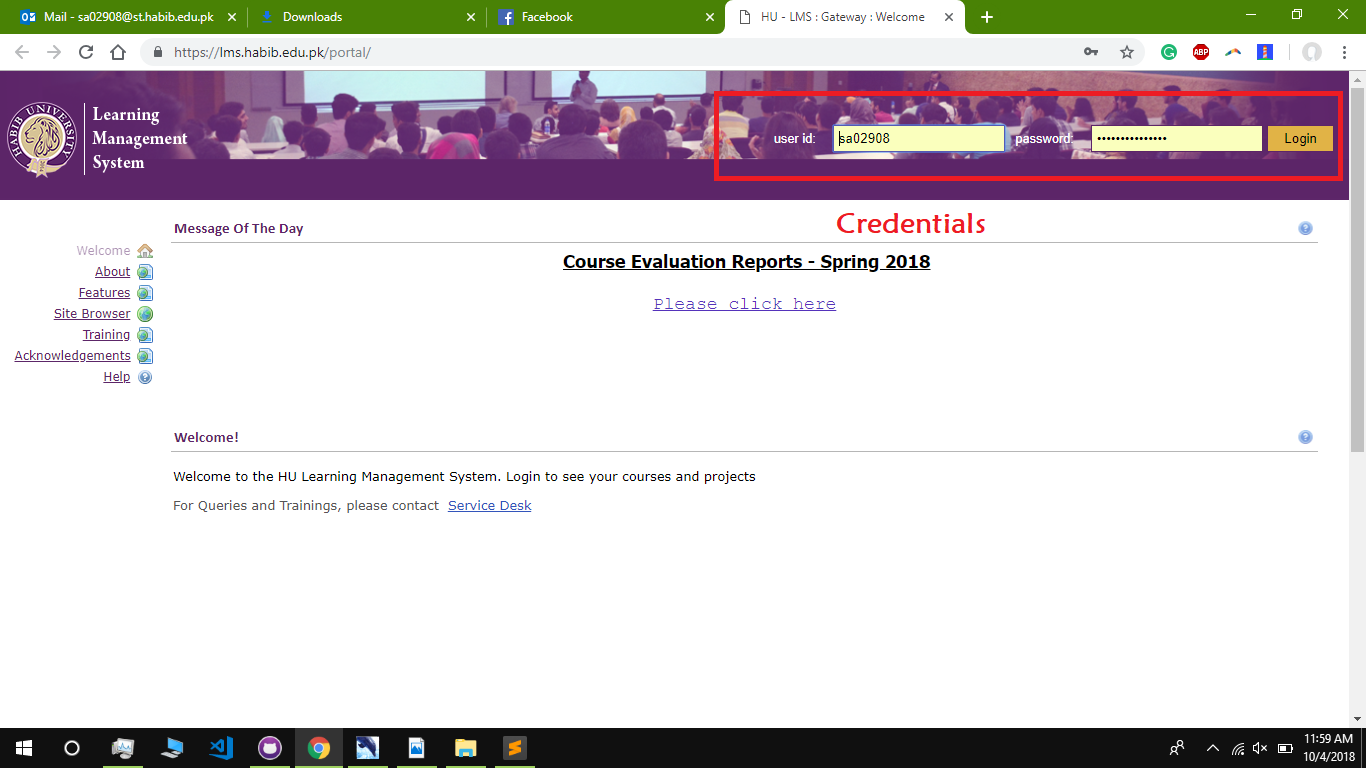 Mail - sa02908@st.habib.edu.pk
Downloads
Facebook
HU - LMS : Gateway : Welcome
https://lms.habib.edu.pk/portal/
ABP
HABIB UNIVERSITY
Learning
Management
System
user id: sa02908 password: •••••••••••••••• Login
Credentials
Message Of The Day
Welcome
About
Features
Site Browser
Training
Acknowledgements
Help
Course Evaluation Reports - Spring 2018
Please click here
Welcome!
Welcome to the HU Learning Management System. Login to see your courses and projects
For Queries and Trainings, please contact Service Desk
11:59 AM
10/4/2018